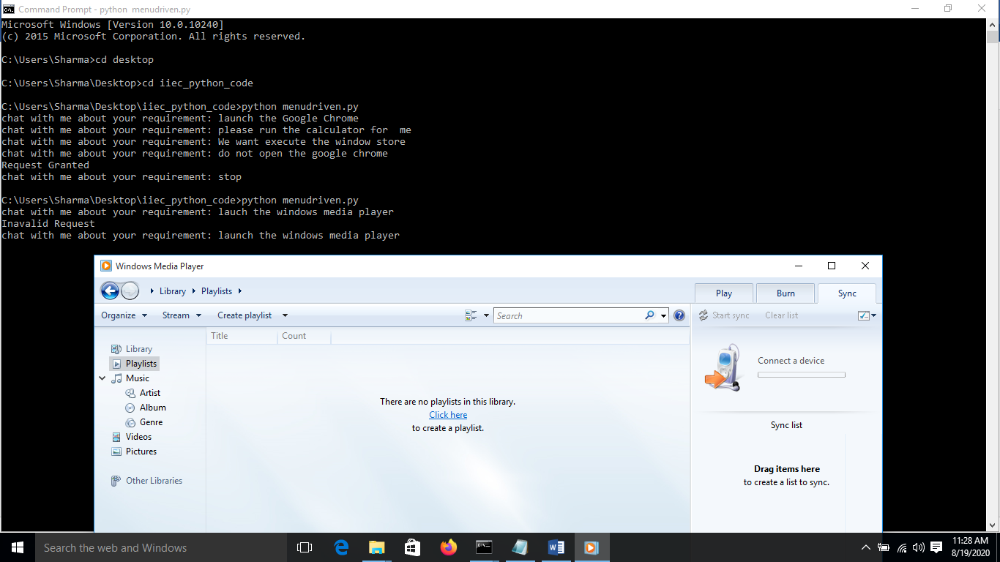 Command Prompt - python  menudriven.py
Microsoft Windows [Version 10.0.10240]
(c) 2015 Microsoft Corporation. All rights reserved.
C:\Users\Sharma>cd desktop
C:\Users\Sharma\Desktop>cd iiec_python_code
C:\Users\Sharma\Desktop\iiec_python_code>python menudriven.py
chat with me about your requirement: launch the Google Chrome
chat with me about your requirement: please run the calculator for  me
chat with me about your requirement: We want execute the window store
chat with me about your requirement: do not open the google chrome
Request Granted
chat with me about your requirement: stop
C:\Users\Sharma\Desktop\iiec_python_code>python menudriven.py
chat with me about your requirement: lauch the windows media player
Inavalid Request
chat with me about your requirement: launch the windows media player
Windows Media Player
Library Playlists
Play Burn Sync
Organize Stream Create playlist
Search
Start sync Clear list
Title Count
Library
Playlists
Music
Artist
Album
Genre
Videos
Pictures
Other Libraries
There are no playlists in this library.
Click here
to create a playlist.
Connect a device
Sync list
Drag items here
to create a list to sync.
Search the web and Windows
11:28 AM
8/19/2020